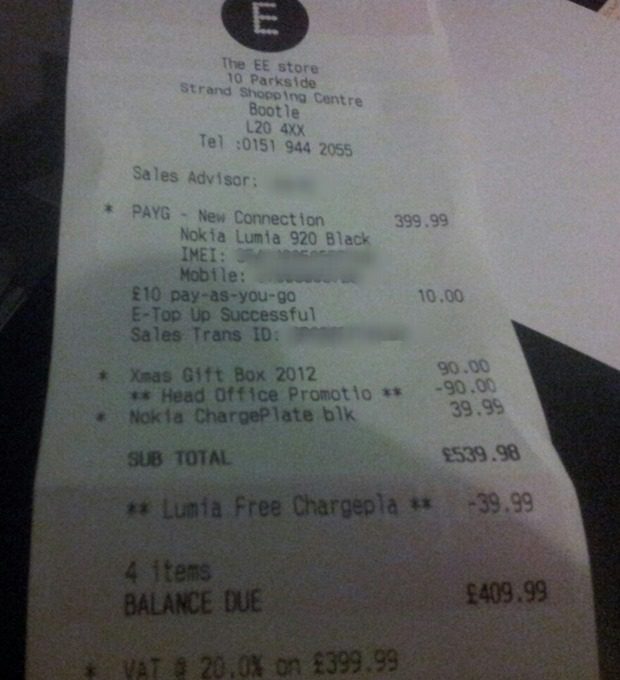 E
The EE store
10 Parkside
Strand Shopping Centre
Bootle
L20 4XX
Tel :0151 944 2055
Sales Advisor:
* PAYG - New Connection 399.99
Nokia Lumia 920 Black
IMEI:
Mobile:
£10 pay-as-you-go 10.00
E-Top Up Successful
Sales Trans ID:
* Xmas Gift Box 2012 90.00
** Head Office Promotio ** -90.00
* Nokia ChargePlate blk 39.99
SUB TOTAL £539.98
** Lumia Free Chargepla ** -39.99
4 items
BALANCE DUE £409.99
* VAT @ 20.0% on £399.99